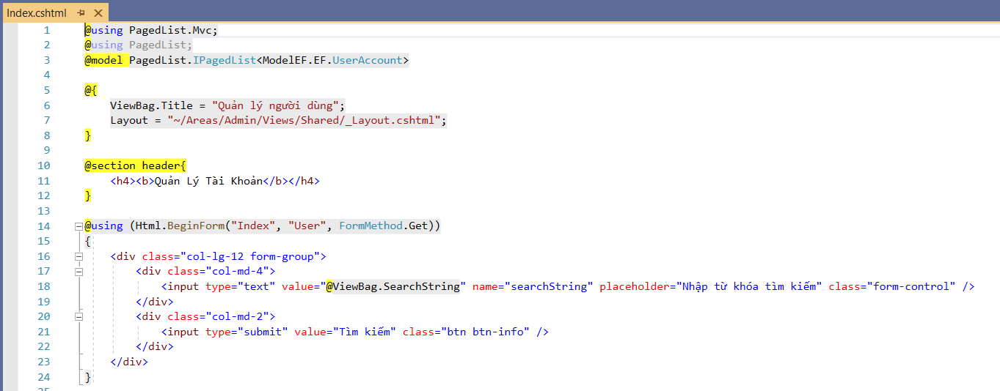 Index.cshtml
1 @using PagedList.Mvc;
2 @using PagedList;
3 @model PagedList.IPagedList<ModelEF.EF.UserAccount>
4
5 @{
6 ViewBag.Title = "Quản lý người dùng";
7 Layout = "~/Areas/Admin/Views/Shared/_Layout.cshtml";
8 }
9
10 @section header{
11 <h4><b>Quản Lý Tài Khoản</b></h4>
12 }
13
14 @using (Html.BeginForm("Index", "User", FormMethod.Get))
15 {
16 <div class="col-lg-12 form-group">
17 <div class="col-md-4">
18 <input type="text" value="@ViewBag.SearchString" name="searchString" placeholder="Nhập từ khóa tìm kiếm" class="form-control" />
19 </div>
20 <div class="col-md-2">
21 <input type="submit" value="Tìm kiếm" class="btn btn-info" />
22 </div>
23 </div>
24 }